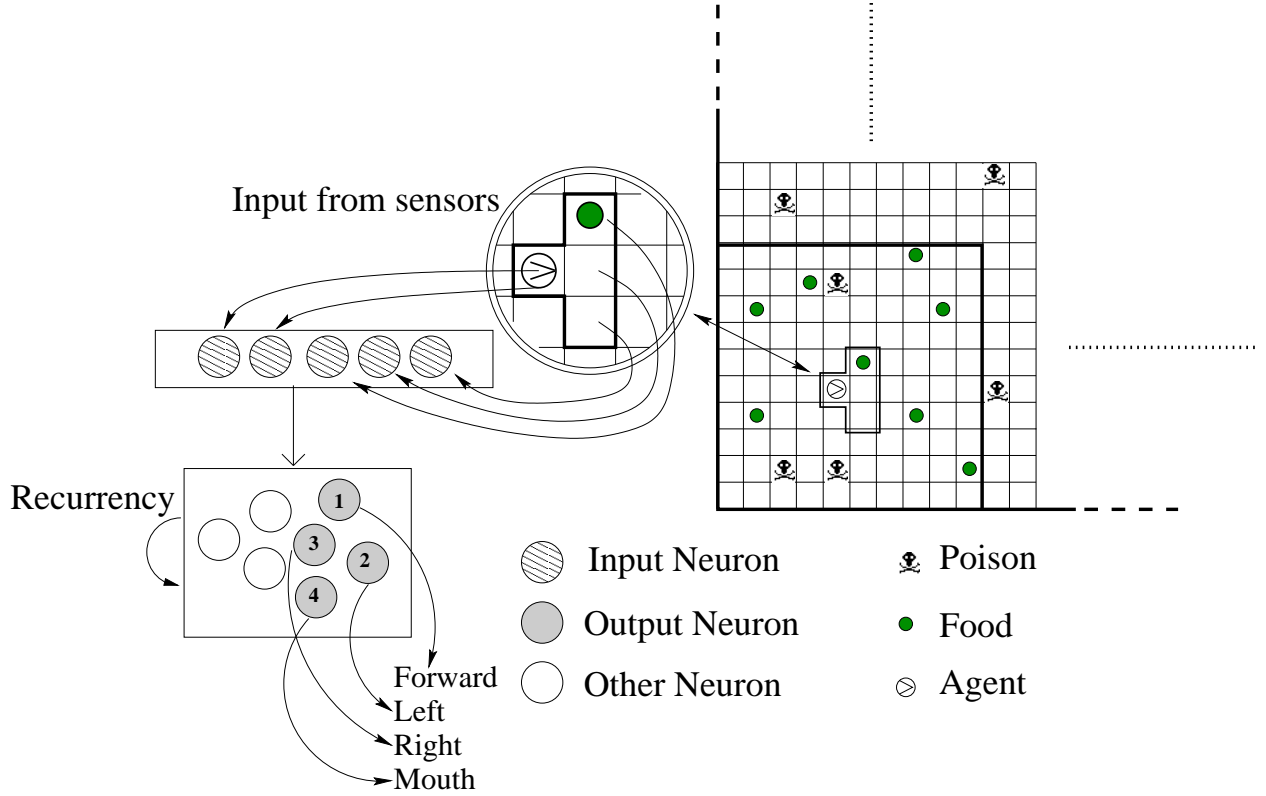 Input from sensors
Recurrency
1
3
2
4
Forward
Left
Right
Mouth
Input Neuron
Output Neuron
Other Neuron
Poison
Food
Agent